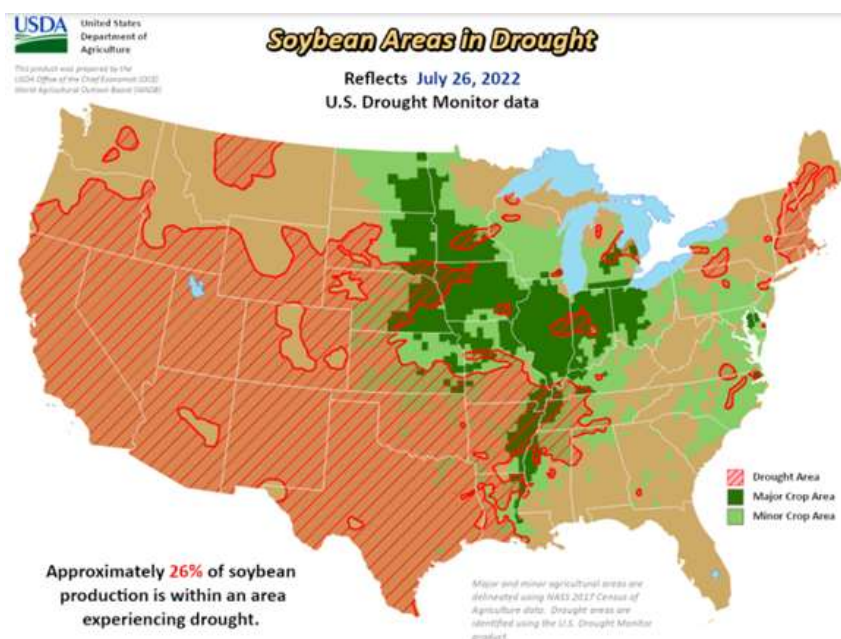 USDA
United States
Department of
Agriculture
This product was prepared by the
USDA Office of the Chief Economist (OCE)
World Agricultural Outlook Board (WAOB)
Soybean Areas in Drought
Reflects July 26, 2022
U.S. Drought Monitor data
Drought Area
Major Crop Area
Minor Crop Area
Approximately 26% of soybean
production is within an area
experiencing drought.
Major and minor agricultural areas are
delineated using NASS 2017 Census of
Agriculture data. Drought areas are
identified using the U.S. Drought Monitor
product.